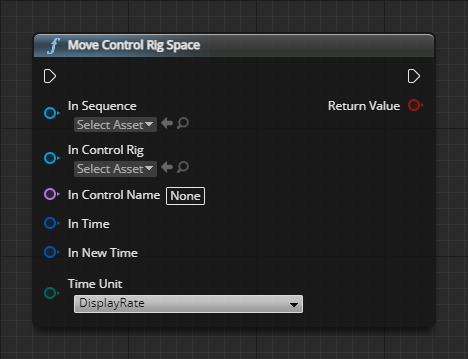 Move Control Rig Space
In Sequence
Return Value
Select Asset
In Control Rig
Select Asset
In Control Name None
In Time
In New Time
Time Unit
DisplayRate